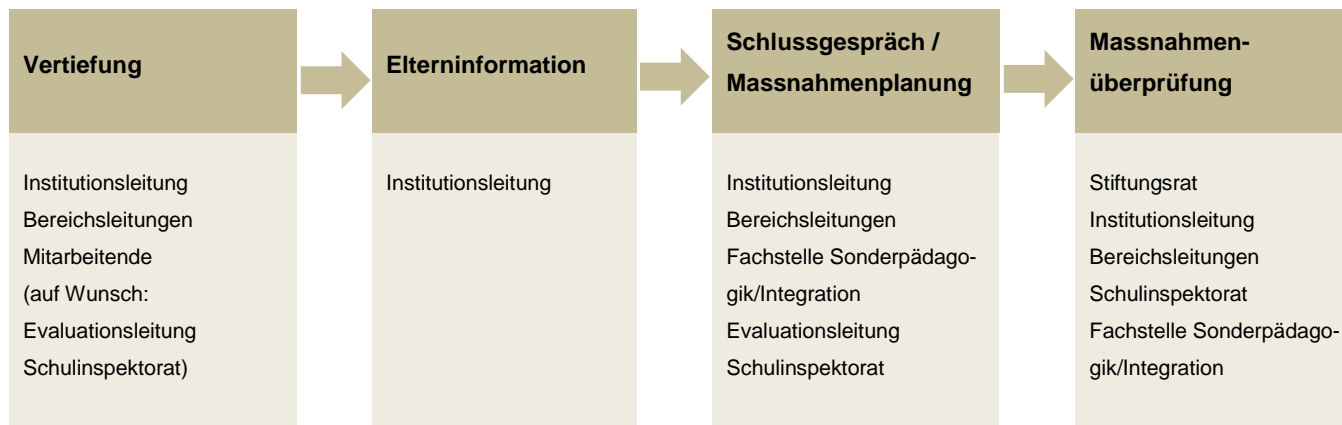 Vertiefung
Institutionsleitung
Bereichsleitungen
Mitarbeitende
(auf Wunsch:
Evaluationsleitung
Schulinspektorat)
Elterninformation
Institutionsleitung
Schlussgespräch /
Massnahmenplanung
Institutionsleitung
Bereichsleitungen
Fachstelle Sonderpädago-
gik/Integration
Evaluationsleitung
Schulinspektorat
Massnahmen-
überprüfung
Stiftungsrat
Institutionsleitung
Bereichsleitungen
Schulinspektorat
Fachstelle Sonderpädago-
gik/Integration